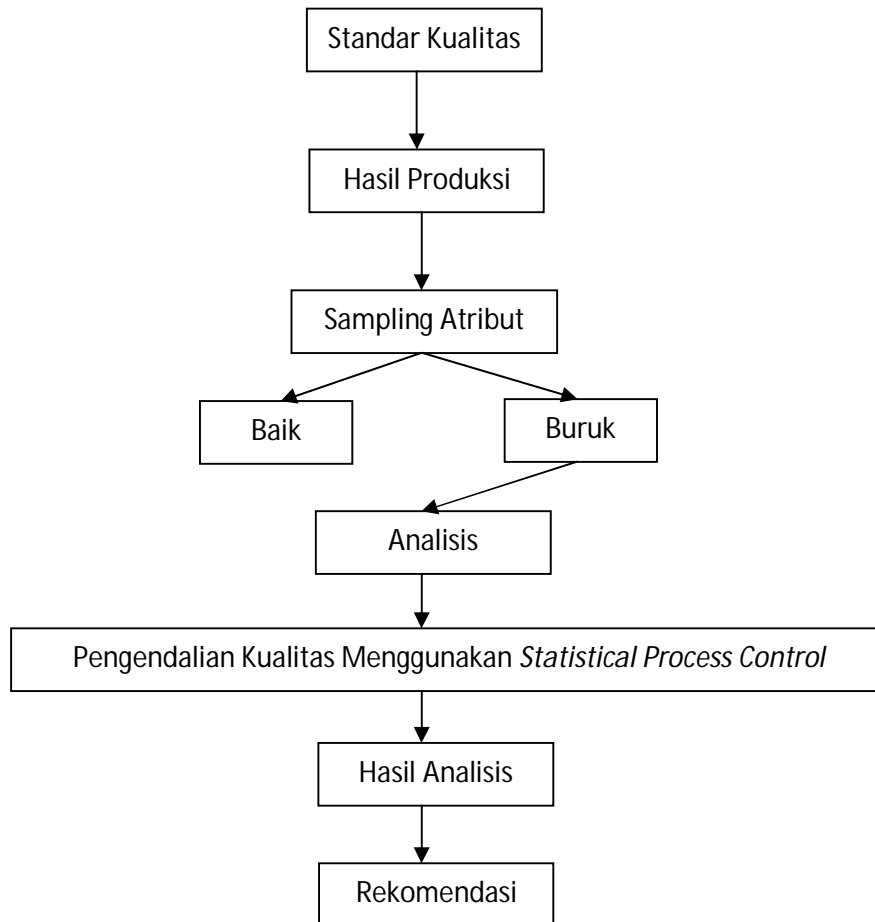 Standar Kualitas
Hasil Produksi
Sampling Atribut
Baik
Buruk
Analisis
Pengendalian Kualitas Menggunakan Statistical Process Control
Hasil Analisis
Rekomendasi